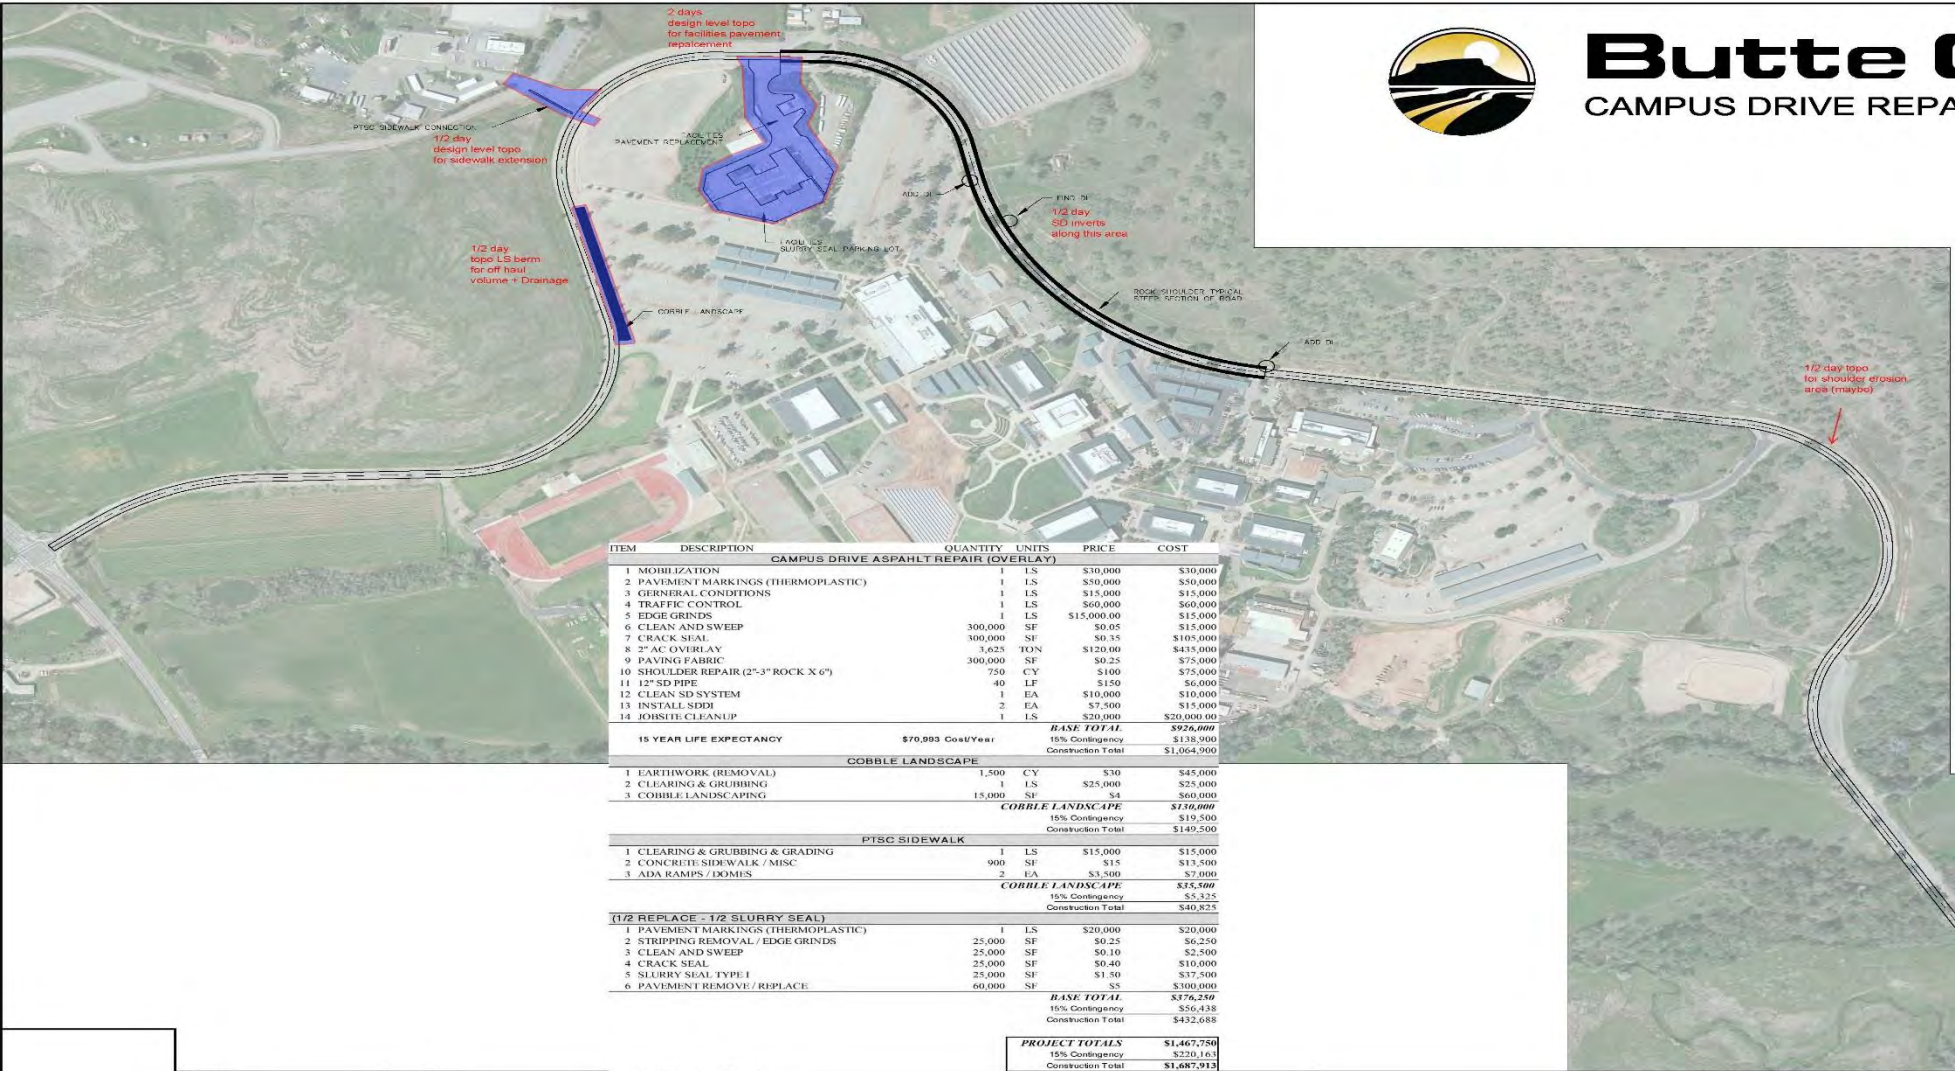 Butte
CAMPUS DRIVE REPA
2 days
design level topo
for facilities pavement
repalcement
PTSC SIDEWALK CONNECTION
1/2 day
design level topo
for sidewalk extension
FACILITIES
PAVEMENT REPLACEMENT
ADD DI
FIND DI
1/2 day
SD inverts
along this area
FACILITIES
SLURRY SEAL PARKING LOT
1/2 day
topo LS berm
for off haul
volume + Drainage
COBBLE LANDSCAPE
ROCK SHOULDER TYPICAL
STEEP SECTION OF ROAD
ADD DI
1/2 day topo
for shoulder erosion
area (maybe)
ITEM DESCRIPTION QUANTITY UNITS PRICE COST
CAMPUS DRIVE ASPAHLT REPAIR (OVERLAY)
1 MOBILIZATION 1 LS $30,000 $30,000
2 PAVEMENT MARKINGS (THERMOPLASTIC) 1 LS $50,000 $50,000
3 GERNERAL CONDITIONS 1 LS $15,000 $15,000
4 TRAFFIC CONTROL 1 LS $60,000 $60,000
5 EDGE GRINDS 1 LS $15,000.00 $15,000
6 CLEAN AND SWEEP 300,000 SF $0.05 $15,000
7 CRACK SEAL 300,000 SF $0.35 $105,000
8 2" AC OVERLAY 3,625 TON $120.00 $435,000
9 PAVING FABRIC 300,000 SF $0.25 $75,000
10 SHOULDER REPAIR (2"-3" ROCK X 6") 750 CY $100 $75,000
11 12" SD PIPE 40 LF $150 $6,000
12 CLEAN SD SYSTEM 1 EA $10,000 $10,000
13 INSTALL SDDI 2 EA $7,500 $15,000
14 JOBSITE CLEANUP 1 LS $20,000 $20,000.00
BASE TOTAL $926,000
15 YEAR LIFE EXPECTANCY $70,993 Cost/Year 15% Contingency $138,900
Construction Total $1,064,900
COBBLE LANDSCAPE
1 EARTHWORK (REMOVAL) 1,500 CY $30 $45,000
2 CLEARING & GRUBBING 1 LS $25,000 $25,000
3 COBBLE LANDSCAPING 15,000 SF $4 $60,000
COBBLE LANDSCAPE $130,000
15% Contingency $19,500
Construction Total $149,500
PTSC SIDEWALK
1 CLEARING & GRUBBING & GRADING 1 LS $15,000 $15,000
2 CONCRETE SIDEWALK / MISC 900 SF $15 $13,500
3 ADA RAMPS / DOMES 2 EA $3,500 $7,000
COBBLE LANDSCAPE $35,500
15% Contingency $5,325
Construction Total $40,825
(1/2 REPLACE - 1/2 SLURRY SEAL)
1 PAVEMENT MARKINGS (THERMOPLASTIC) 1 LS $20,000 $20,000
2 STRIPPING REMOVAL / EDGE GRINDS 25,000 SF $0.25 $6,250
3 CLEAN AND SWEEP 25,000 SF $0.10 $2,500
4 CRACK SEAL 25,000 SF $0.40 $10,000
5 SLURRY SEAL TYPE I 25,000 SF $1.50 $37,500
6 PAVEMENT REMOVE / REPLACE 60,000 SF $5 $300,000
BASE TOTAL $376,250
15% Contingency $56,438
Construction Total $432,688
PROJECT TOTALS $1,467,750
15% Contingency $220,163
Construction Total $1,687,913